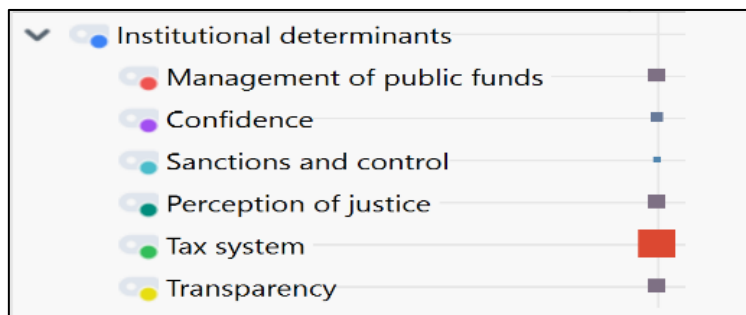 Institutional determinants
Management of public funds
Confidence
Sanctions and control
Perception of justice
Tax system
Transparency